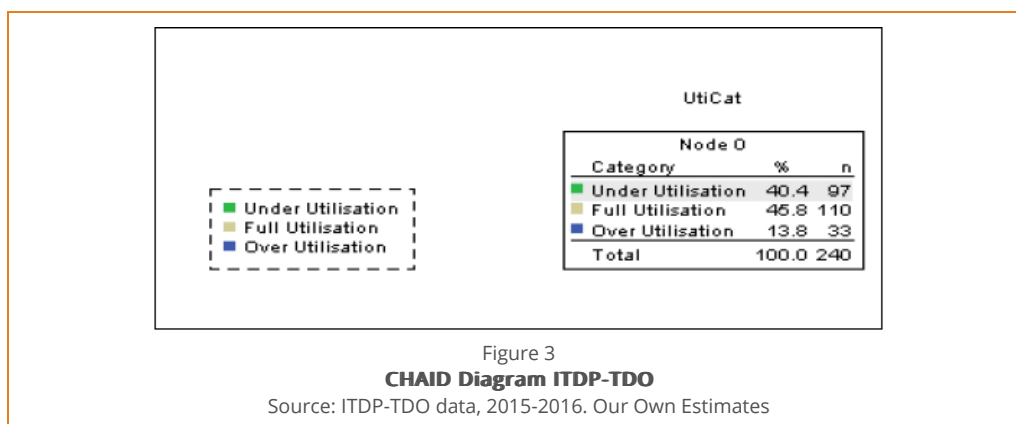 UtiCat
Node 0
Category % n
Under Utilisation 40.4 97
Full Utilisation 45.8 110
Over Utilisation 13.8 33
Total 100.0 240
Under Utilisation
Full Utilisation
Over Utilisation
Figure 3
CHAID Diagram ITDP-TDO
Source: ITDP-TDO data, 2015-2016. Our Own Estimates